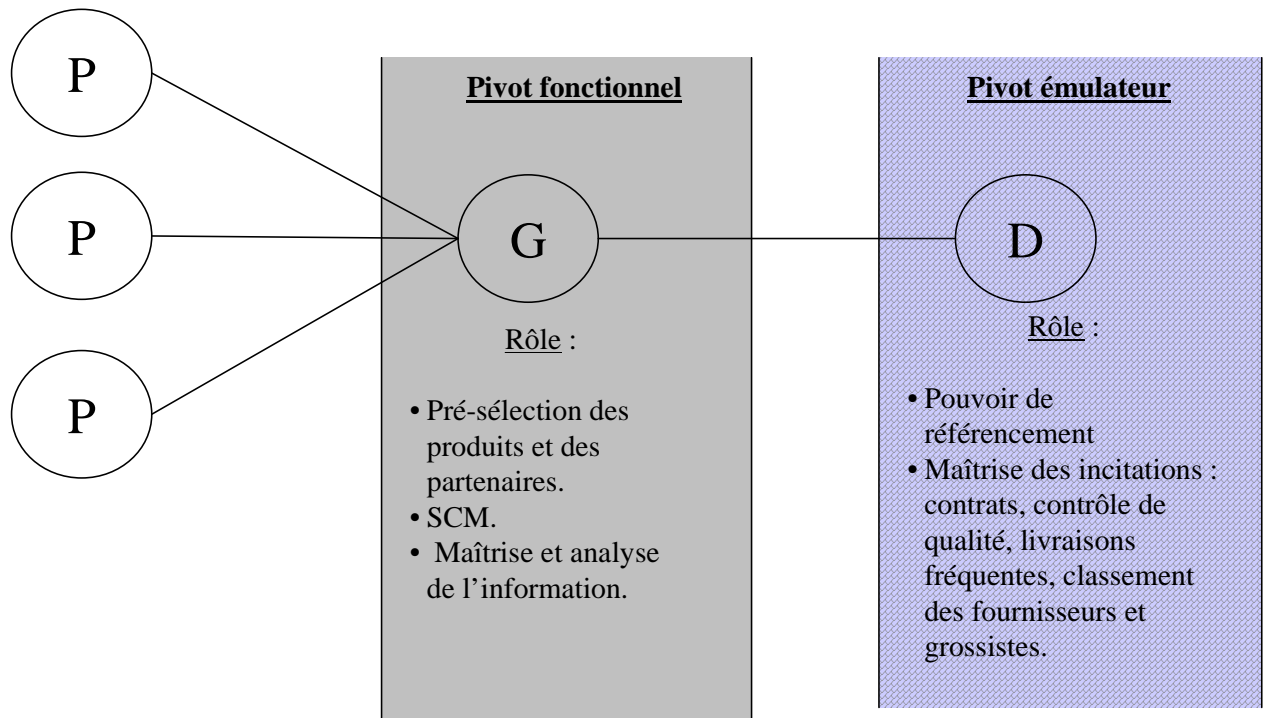 P
P
P
Pivot fonctionnel
G
Rôle :
• Pré-sélection des
produits et des
partenaires.
• SCM.
• Maîtrise et analyse
de l’information.
Pivot émulateur
D
Rôle :
• Pouvoir de
référencement
• Maîtrise des incitations :
contrats, contrôle de
qualité, livraisons
fréquentes, classement
des fournisseurs et
grossistes.